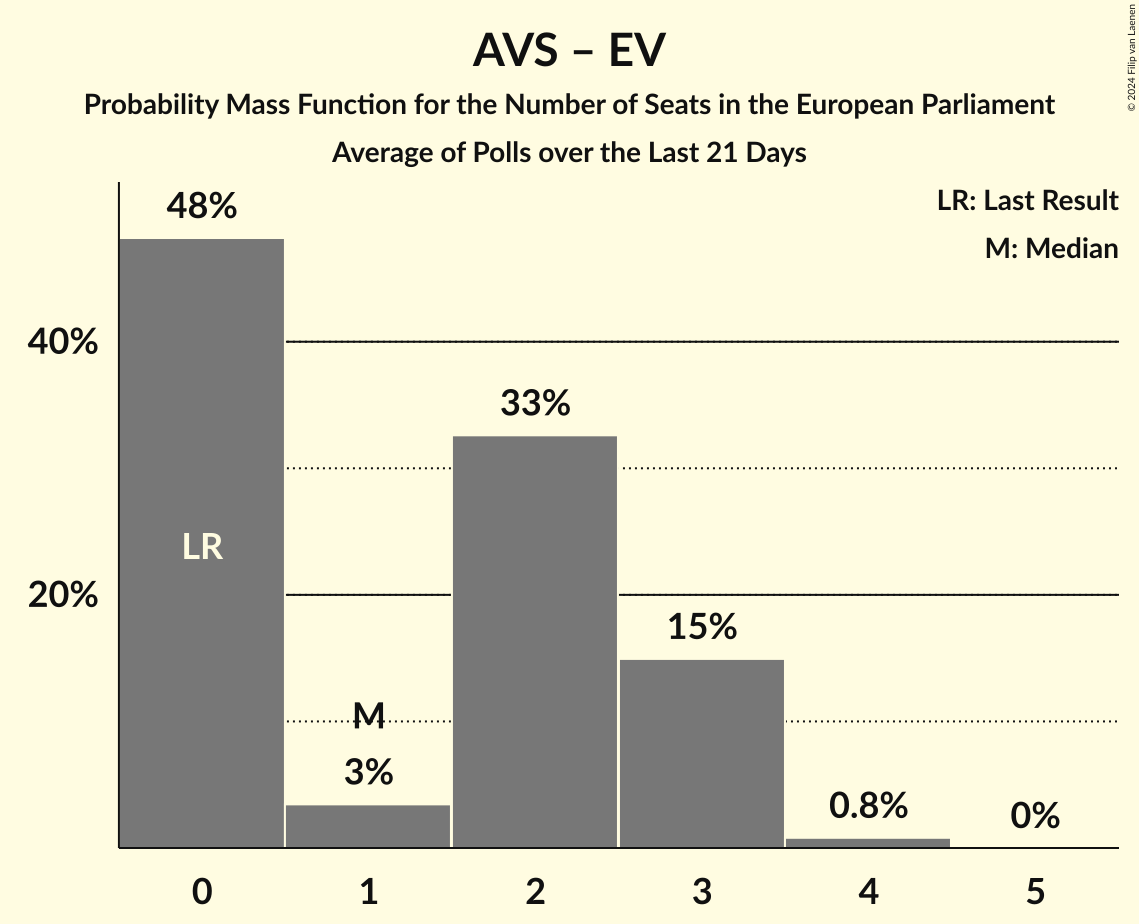 AVS – EV
Probability Mass Function for the Number of Seats in the European Parliament
Average of Polls over the Last 21 Days
© 2024 Filip van Laenen
LR: Last Result
M: Median
48%
40%
33%
LR
20%
15%
M
3%
0.8%
0%
0 1 2 3 4 5